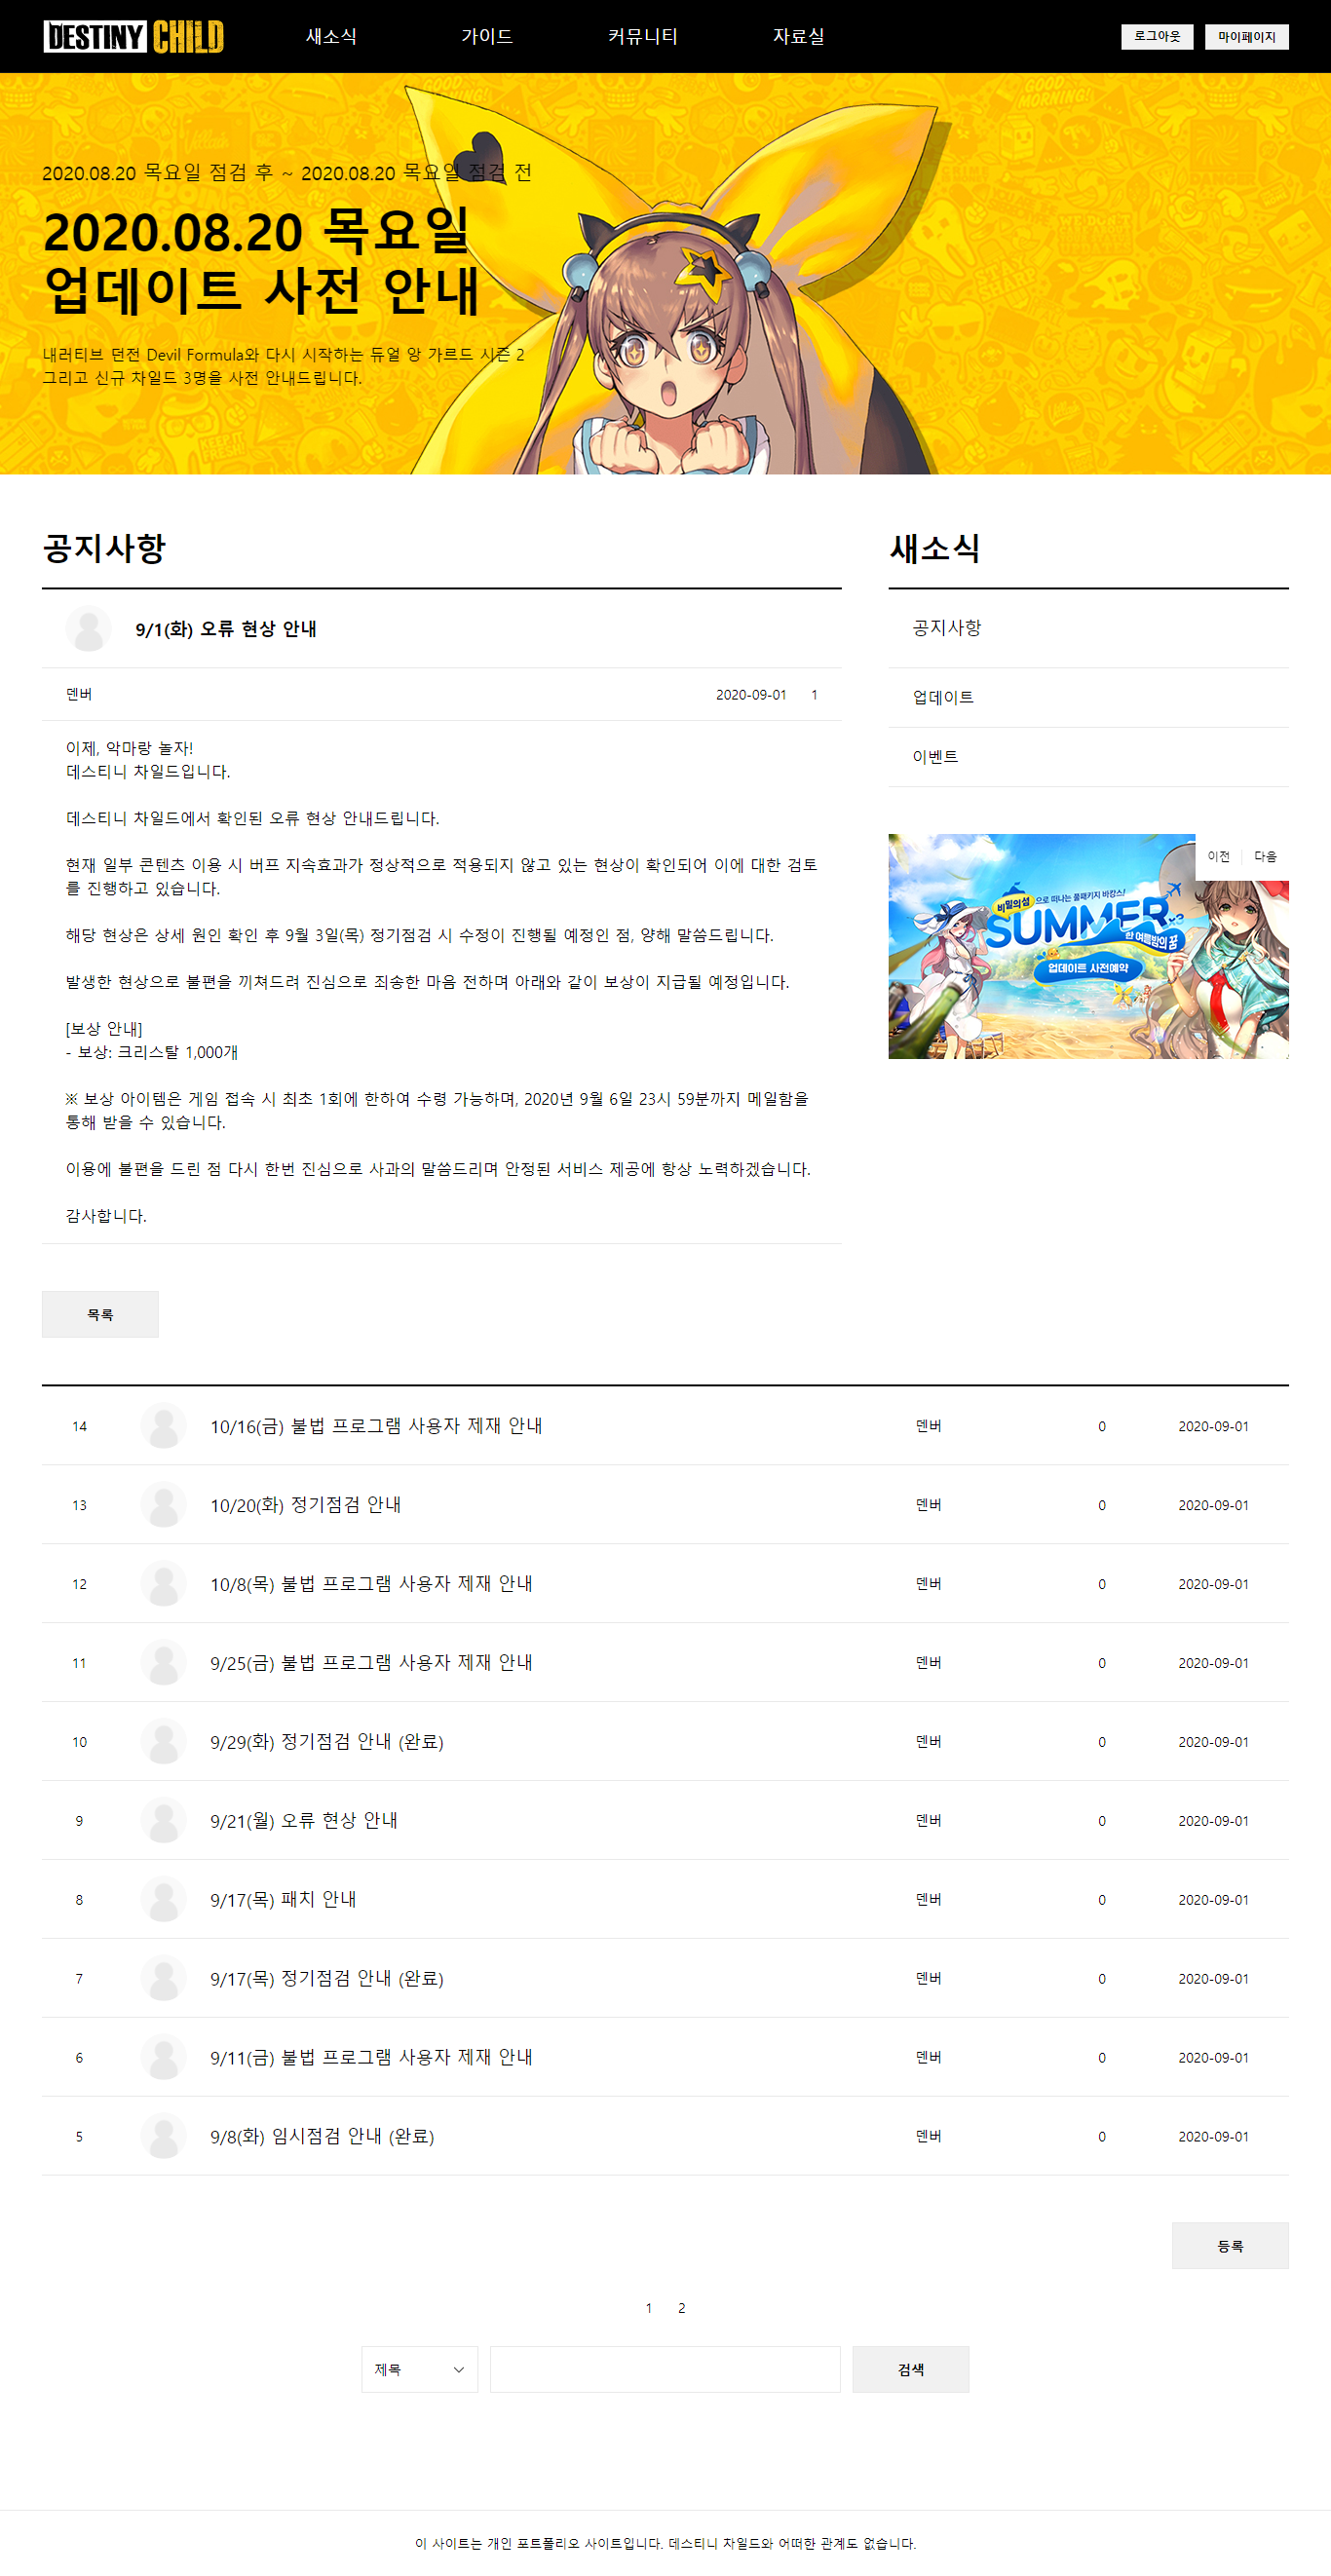 DESTINY CHILD
새소식
가이드
커뮤니티
자료실
로그아웃
마이페이지
2020.08.20 목요일 점검 후 ~ 2020.08.20 목요일 점검 전
2020.08.20 목요일
업데이트 사전 안내
내러티브 던전 Devil Formula와 다시 시작하는 듀얼 앙 가르드 시즌 2
그리고 신규 차일드 3명을 사전 안내드립니다.
공지사항
9/1(화) 오류 현상 안내
덴버 2020-09-01 1
이제, 악마랑 놀자!
데스티니 차일드입니다.
데스티니 차일드에서 확인된 오류 현상 안내드립니다.
현재 일부 콘텐츠 이용 시 버프 지속효과가 정상적으로 적용되지 않고 있는 현상이 확인되어 이에 대한 검토
를 진행하고 있습니다.
해당 현상은 상세 원인 확인 후 9월 3일(목) 정기점검 시 수정이 진행될 예정인 점, 양해 말씀드립니다.
발생한 현상으로 불편을 끼쳐드려 진심으로 죄송한 마음 전하며 아래와 같이 보상이 지급될 예정입니다.
[보상 안내]
- 보상: 크리스탈 1,000개
※ 보상 아이템은 게임 접속 시 최초 1회에 한하여 수령 가능하며, 2020년 9월 6일 23시 59분까지 메일함을
통해 받을 수 있습니다.
이용에 불편을 드린 점 다시 한번 진심으로 사과의 말씀드리며 안정된 서비스 제공에 항상 노력하겠습니다.
감사합니다.
새소식
공지사항
업데이트
이벤트
이전 다음
비밀의섬으로 떠나는 풀패키지 바캉스!
SUMMER x3
한 여름밤의 꿈
업데이트 사전예약
목록
14 10/16(금) 불법 프로그램 사용자 제재 안내 덴버 0 2020-09-01
13 10/20(화) 정기점검 안내 덴버 0 2020-09-01
12 10/8(목) 불법 프로그램 사용자 제재 안내 덴버 0 2020-09-01
11 9/25(금) 불법 프로그램 사용자 제재 안내 덴버 0 2020-09-01
10 9/29(화) 정기점검 안내 (완료) 덴버 0 2020-09-01
9 9/21(월) 오류 현상 안내 덴버 0 2020-09-01
8 9/17(목) 패치 안내 덴버 0 2020-09-01
7 9/17(목) 정기점검 안내 (완료) 덴버 0 2020-09-01
6 9/11(금) 불법 프로그램 사용자 제재 안내 덴버 0 2020-09-01
5 9/8(화) 임시점검 안내 (완료) 덴버 0 2020-09-01
등록
1 2
제목
검색
이 사이트는 개인 포트폴리오 사이트입니다. 데스티니 차일드와 어떠한 관계도 없습니다.